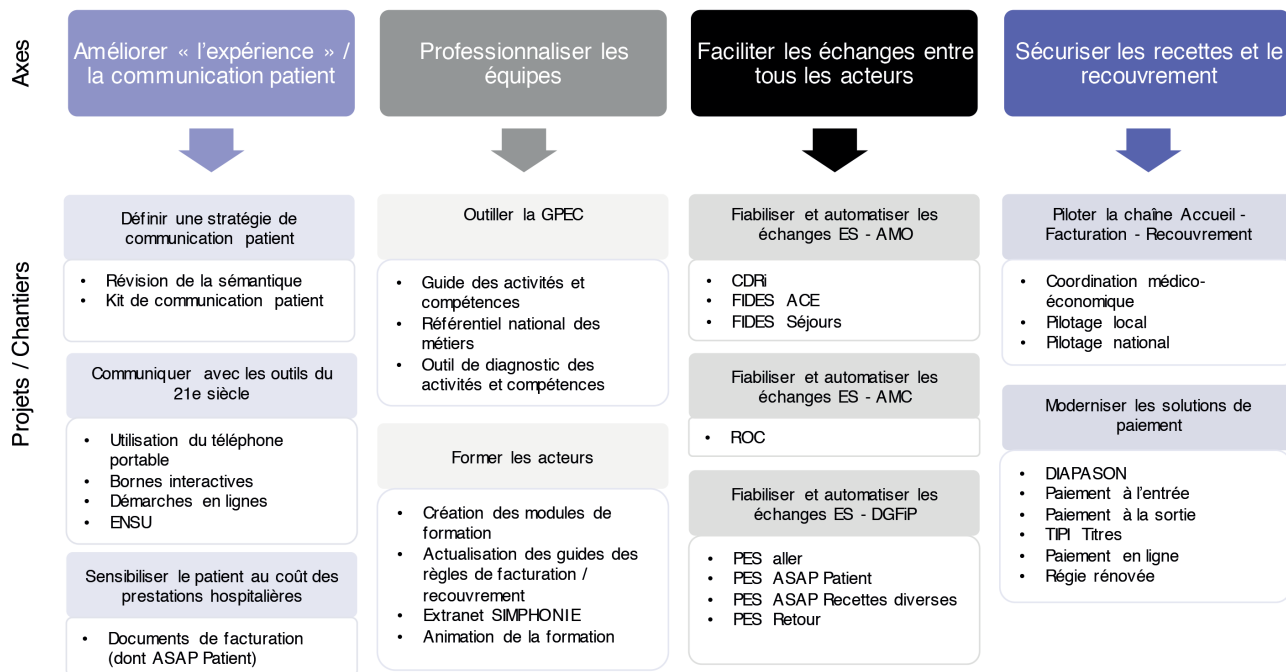 Axes
Améliorer « l'expérience » /
la communication patient
Professionnaliser les
équipes
Faciliter les échanges entre
tous les acteurs
Sécuriser les recettes et le
recouvrement
Projets / Chantiers
Définir une stratégie de
communication patient
• Révision de la sémantique
• Kit de communication patient
Communiquer avec les outils du
21e siècle
• Utilisation du téléphone
portable
• Bornes interactives
• Démarches en lignes
• ENSU
Sensibiliser le patient au coût des
prestations hospitalières
• Documents de facturation
(dont ASAP Patient)
Outiller la GPEC
• Guide des activités et
compétences
• Référentiel national des
métiers
• Outil de diagnostic des
activités et compétences
Former les acteurs
• Création des modules de
formation
• Actualisation des guides des
règles de facturation /
recouvrement
• Extranet SIMPHONIE
• Animation de la formation
Fiabiliser et automatiser les
échanges ES - AMO
• CDRi
• FIDES ACE
• FIDES Séjours
Fiabiliser et automatiser les
échanges ES - AMC
• ROC
Fiabiliser et automatiser les
échanges ES - DGFiP
• PES aller
• PES ASAP Patient
• PES ASAP Recettes diverses
• PES Retour
Piloter la chaîne Accueil -
Facturation - Recouvrement
• Coordination médico-
économique
• Pilotage local
• Pilotage national
Moderniser les solutions de
paiement
• DIAPASON
• Paiement à l'entrée
• Paiement à la sortie
• TIPI Titres
• Paiement en ligne
• Régie rénovée